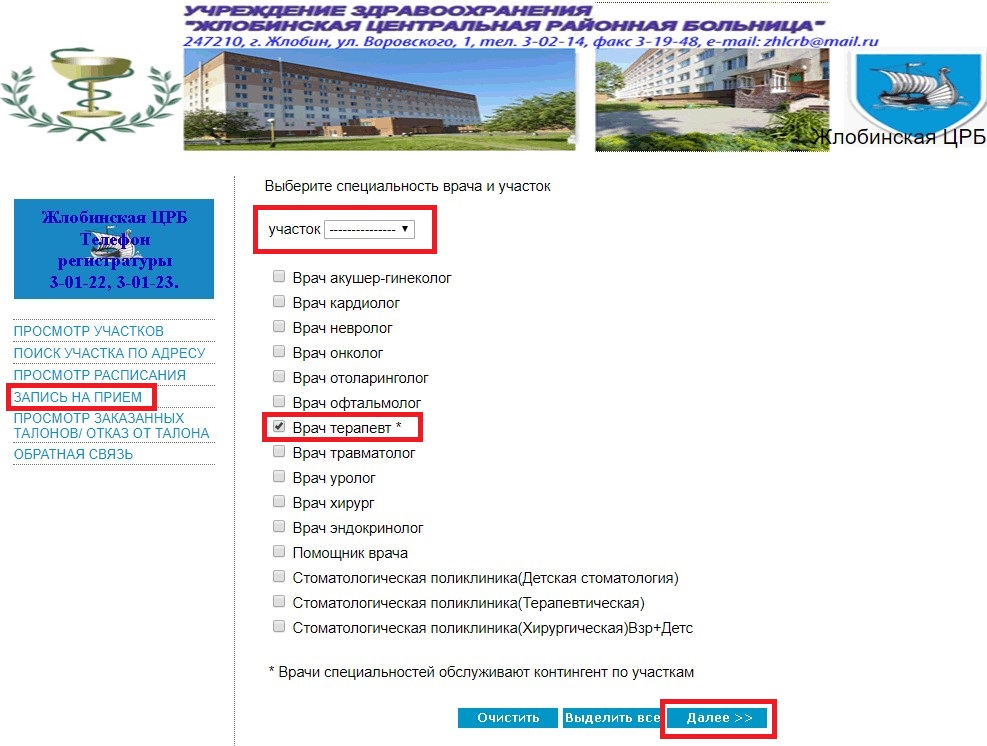 УЧРЕЖДЕНИЕ ЗДРАВООХРАНЕНИЯ
"ЖЛОБИНСКАЯ ЦЕНТРАЛЬНАЯ РАЙОННАЯ БОЛЬНИЦА"
247210, г. Жлобин, ул. Воровского, 1, тел. 3-02-14, факс 3-19-48, e-mail: zhlcrb@mail.ru
Жлобинская ЦРБ
Жлобинская ЦРБ
Телефон
регистратуры
3-01-22, 3-01-23.
ПРОСМОТР УЧАСТКОВ
ПОИСК УЧАСТКА ПО АДРЕСУ
ПРОСМОТР РАСПИСАНИЯ
ЗАПИСЬ НА ПРИЕМ
ПРОСМОТР ЗАКАЗАННЫХ
ТАЛОНОВ/ ОТКАЗ ОТ ТАЛОНА
ОБРАТНАЯ СВЯЗЬ
Выберите специальность врача и участок
участок ---------------
Врач акушер-гинеколог
Врач кардиолог
Врач невролог
Врач онколог
Врач отоларинголог
Врач офтальмолог
Врач терапевт *
Врач травматолог
Врач уролог
Врач хирург
Врач эндокринолог
Помощник врача
Стоматологическая поликлиника(Детская стоматология)
Стоматологическая поликлиника(Терапевтическая)
Стоматологическая поликлиника(Хирургическая)Взр+Детс
* Врачи специальностей обслуживают контингент по участкам
Очистить Выделить все Далее >>